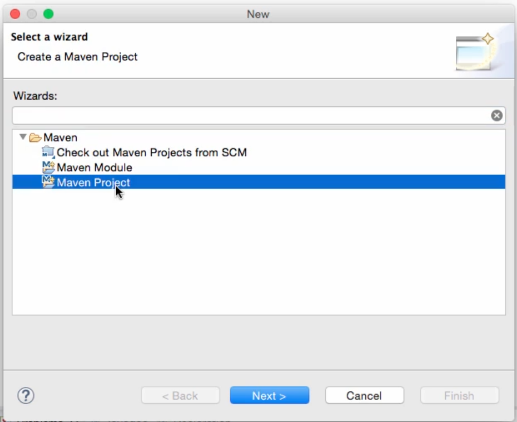 New
Select a wizard
Create a Maven Project
Wizards:
Maven
Check out Maven Projects from SCM
Maven Module
Maven Project
? < Back Next > Cancel Finish